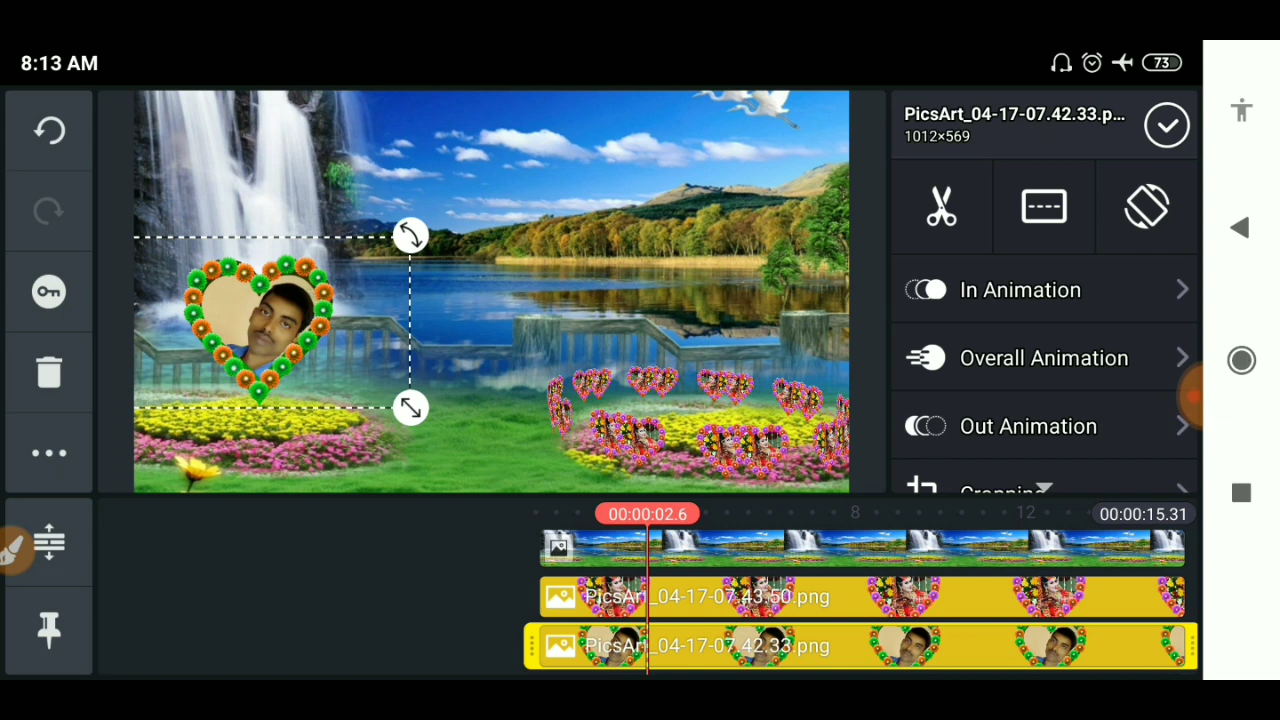 8:13 AM
73
PicsArt_04-17-07.42.33.p...
1012×569
In Animation
Overall Animation
Out Animation
Cropping
00:00:02.6
8
12
00:00:15.31
PicsArt_04-17-07.43.50.png
PicsArt_04-17-07.42.33.png